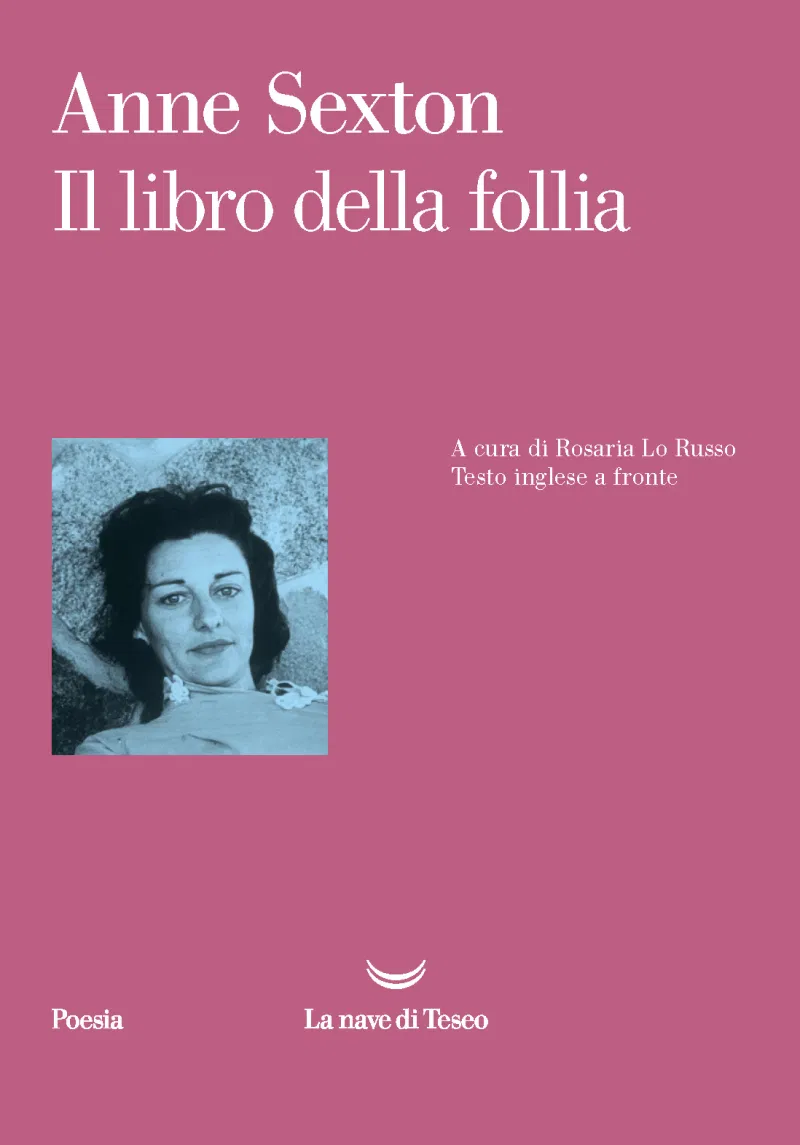 Anne Sexton
Il libro della follia
A cura di Rosaria Lo Russo
Testo inglese a fronte
Poesia
La nave di Teseo